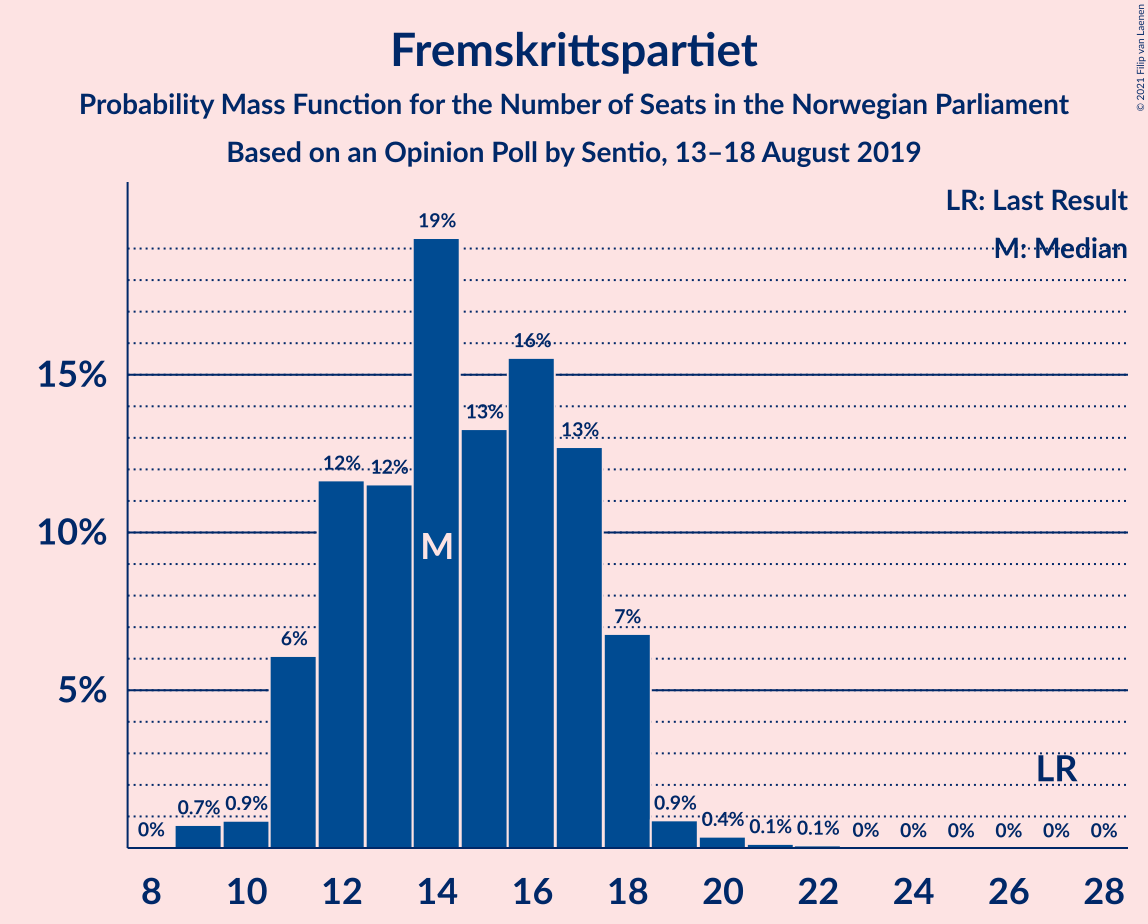 Fremskrittspartiet
Probability Mass Function for the Number of Seats in the Norwegian Parliament
Based on an Opinion Poll by Sentio, 13–18 August 2019
© 2021 Filip van Laenen
LR: Last Result
M: Median
15%
10%
5%
0%
0.7%
0.9%
6%
12%
12%
19%
13%
16%
13%
7%
0.9%
0.4%
0.1%
0.1%
0%
0%
0%
0%
0%
0%
M
LR
8 10 12 14 16 18 20 22 24 26 28